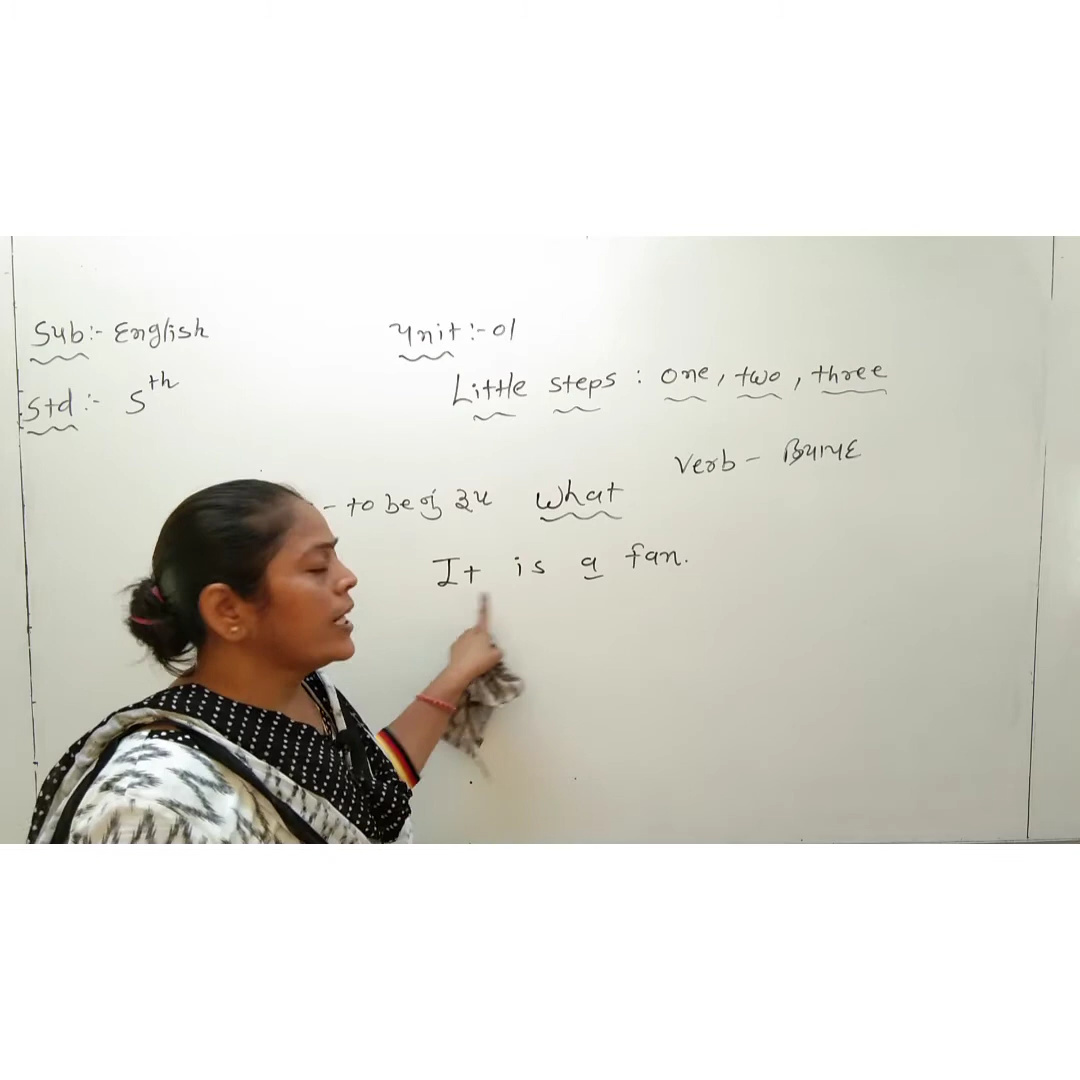 Sub:- English
Unit:-01
Std:- 5th
Little steps : one, two, three
Verb - ક્રિયાપદ
- to be નું રૂપ What
It is a fan.